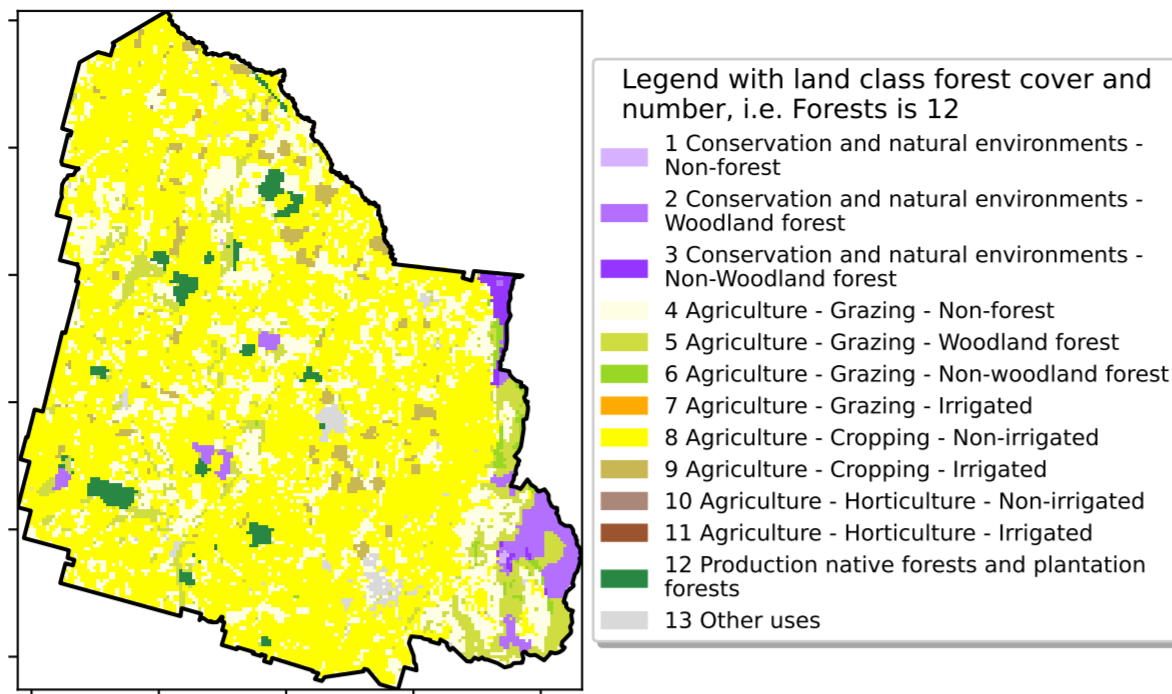 Legend with land class forest cover and
number, i.e. Forests is 12
1 Conservation and natural environments -
Non-forest
2 Conservation and natural environments -
Woodland forest
3 Conservation and natural environments -
Non-Woodland forest
4 Agriculture - Grazing - Non-forest
5 Agriculture - Grazing - Woodland forest
6 Agriculture - Grazing - Non-woodland forest
7 Agriculture - Grazing - Irrigated
8 Agriculture - Cropping - Non-irrigated
9 Agriculture - Cropping - Irrigated
10 Agriculture - Horticulture - Non-irrigated
11 Agriculture - Horticulture - Irrigated
12 Production native forests and plantation
forests
13 Other uses